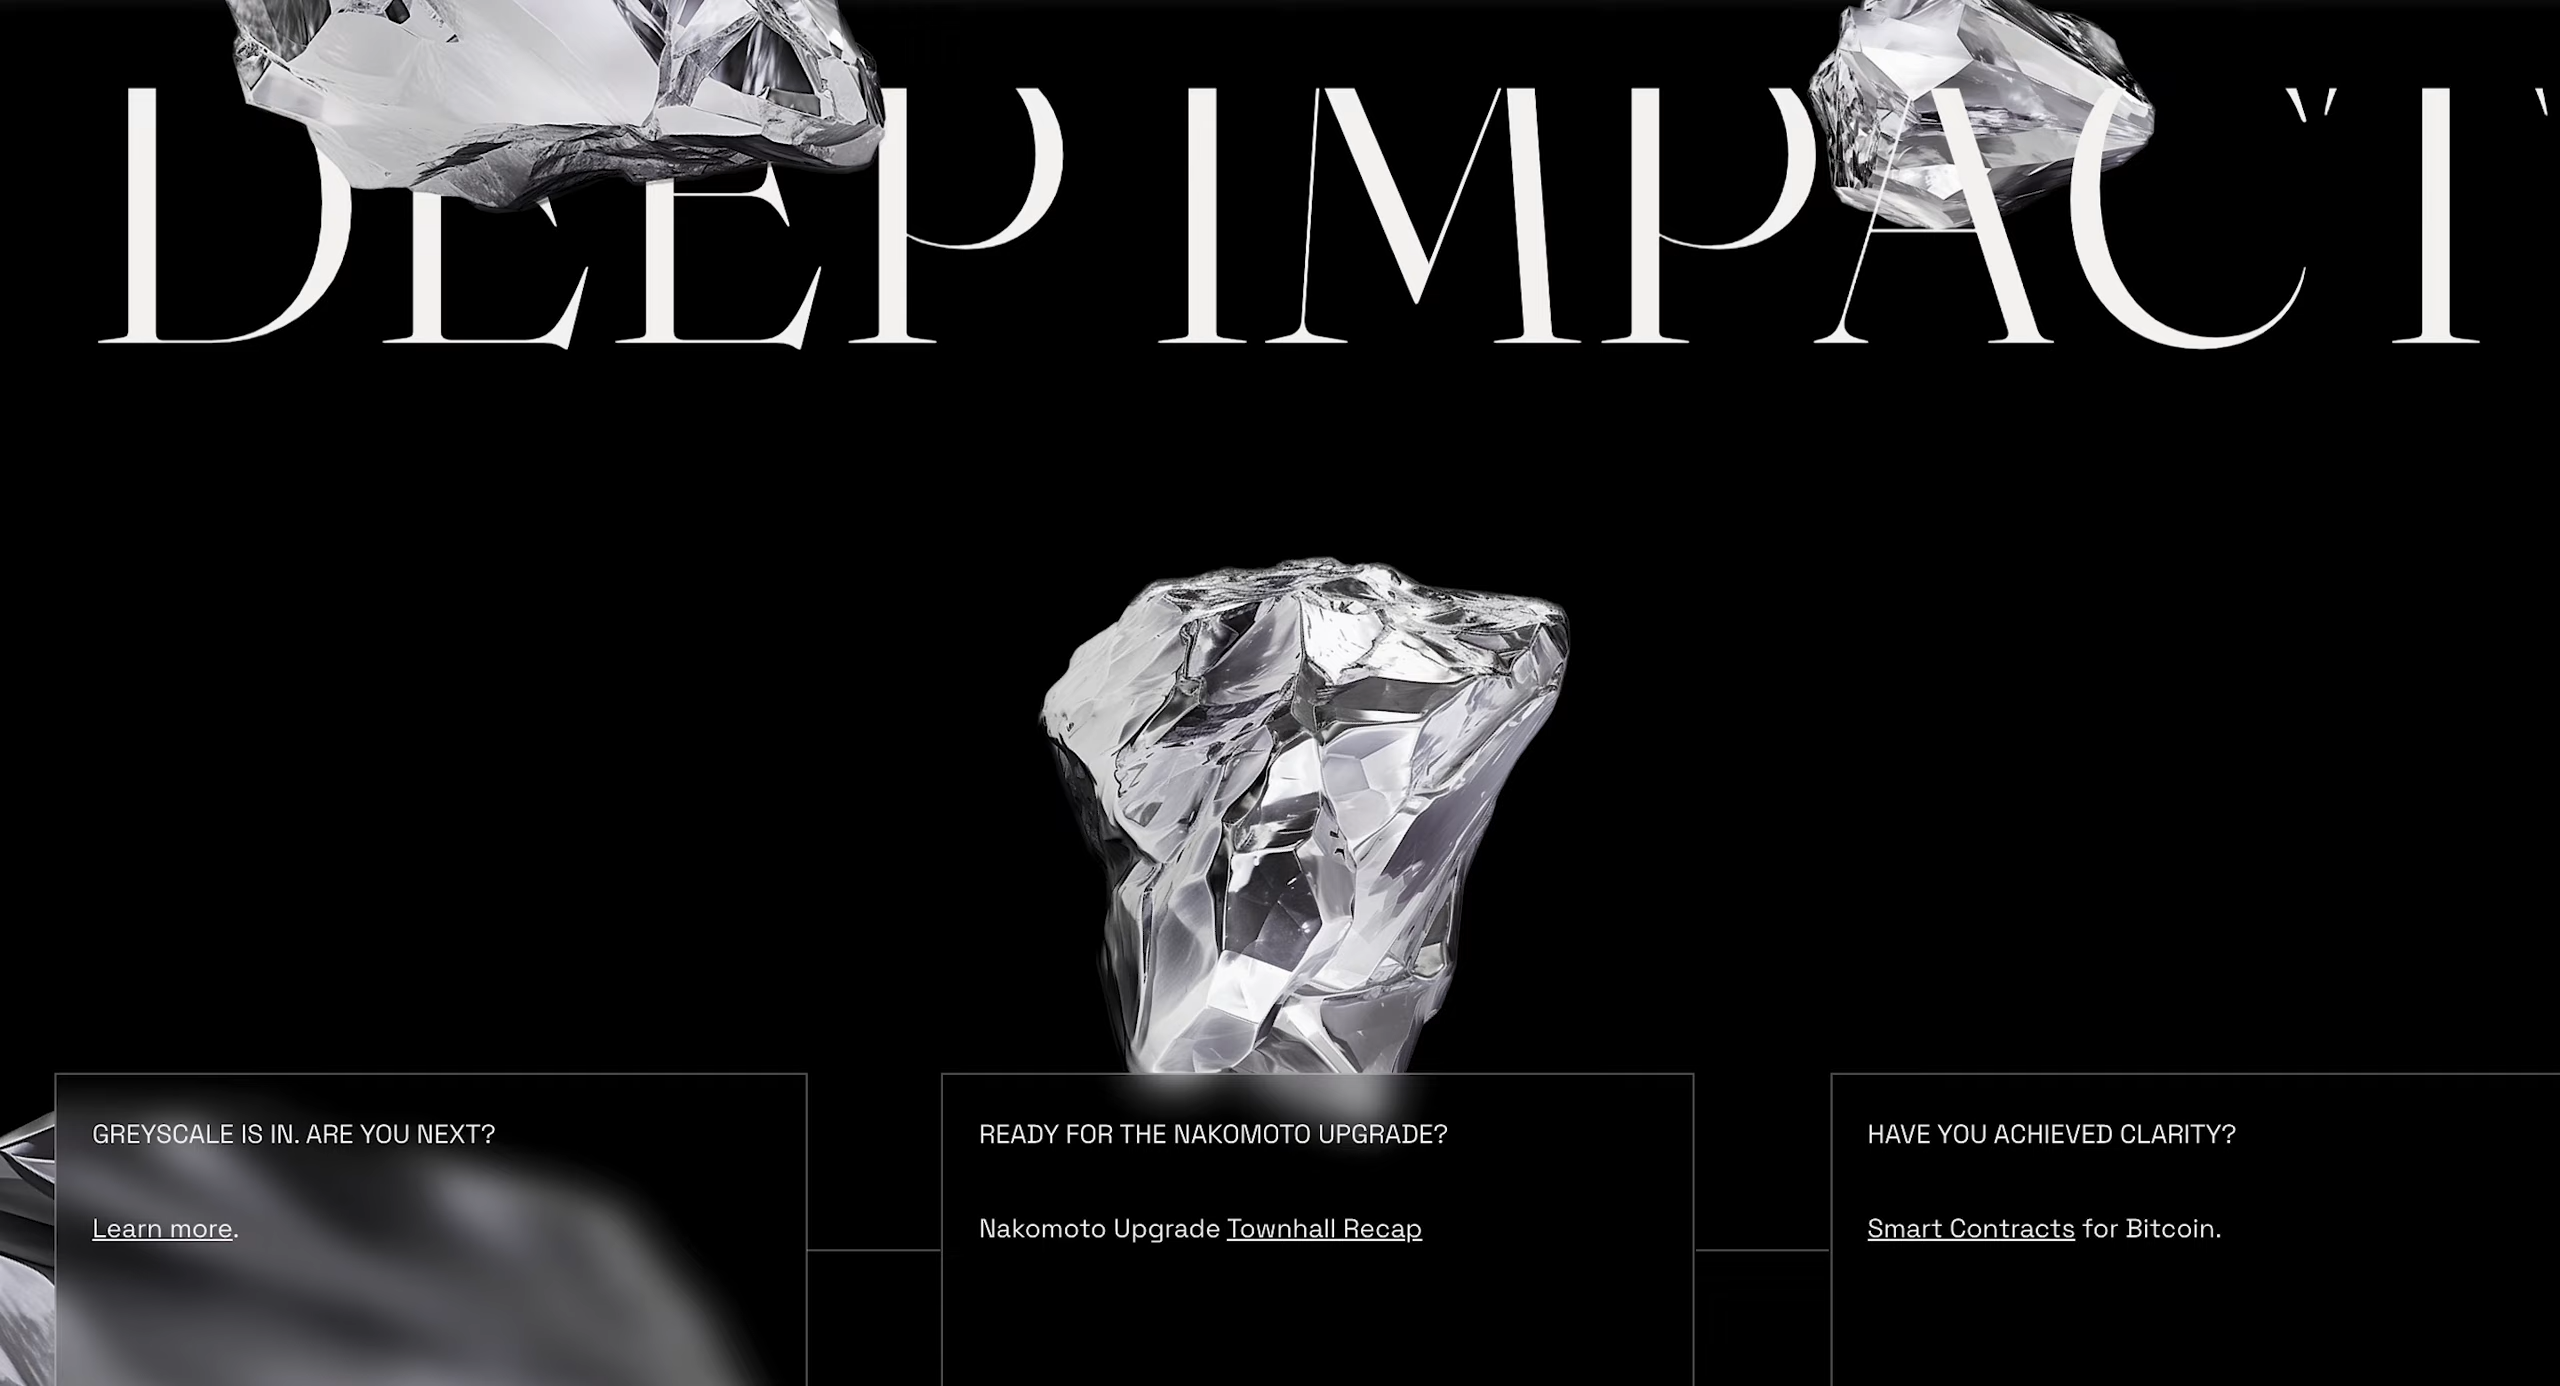 DEEP IMPACT
GREYSCALE IS IN. ARE YOU NEXT?
Learn more.
READY FOR THE NAKOMOTO UPGRADE?
Nakomoto Upgrade Townhall Recap
HAVE YOU ACHIEVED CLARITY?
Smart Contracts for Bitcoin.